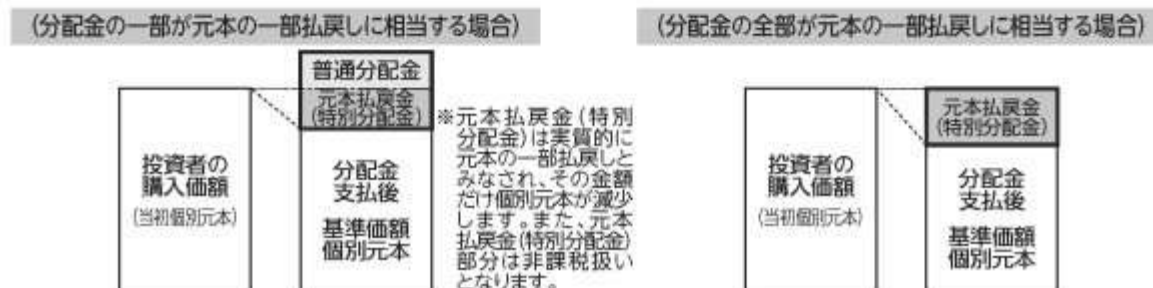 (分配金の一部が元本の一部払戻しに相当する場合)
普通分配金
元本払戻金
(特別分配金)
投資者の
購入価額
(当初個別元本)
分配金
支払後
基準価額
個別元本
※元本払戻金(特別
分配金)は実質的に
元本の一部払戻しと
みなされ、その金額
だけ個別元本が減少
します。また、元本
払戻金(特別分配金)
部分は非課税扱い
となります。
(分配金の全部が元本の一部払戻しに相当する場合)
元本払戻金
(特別分配金)
投資者の
購入価額
(当初個別元本)
分配金
支払後
基準価額
個別元本